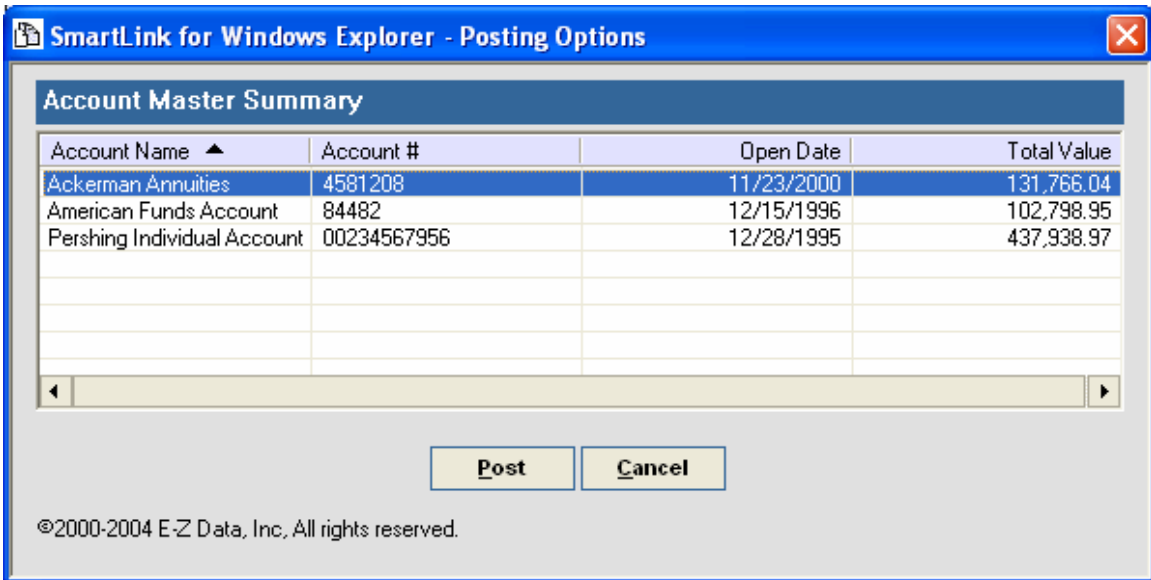 SmartLink for Windows Explorer - Posting Options
Account Master Summary
Account Name Account # Open Date Total Value
Ackerman Annuities 4581208 11/23/2000 131,766.04
American Funds Account 84482 12/15/1996 102,798.95
Pershing Individual Account 00234567956 12/28/1995 437,938.97
Post Cancel
©2000-2004 E-Z Data, Inc, All rights reserved.